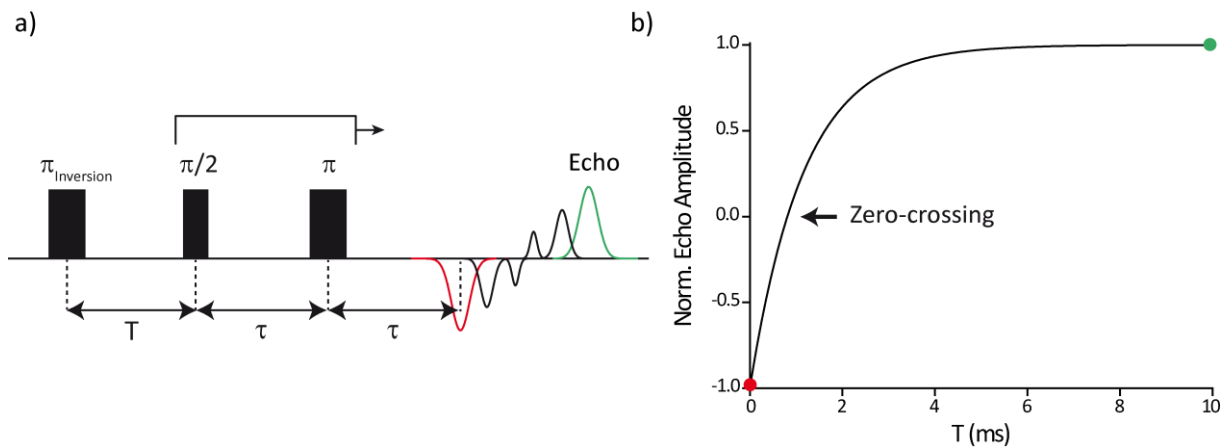 a)
π Inversion π/2 π Echo
T τ τ
b)
Norm. Echo Amplitude
1.0
0.5
0.0
-0.5
-1.0
Zero-crossing
0 2 4 6 8 10
T (ms)